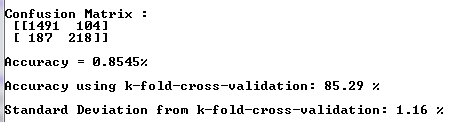 Confusion Matrix :
[[1491 104]
[ 187 218]]
Accuracy = 0.8545%
Accuracy using k-fold-cross-validation: 85.29 %
Standard Deviation from k-fold-cross-validation: 1.16 %